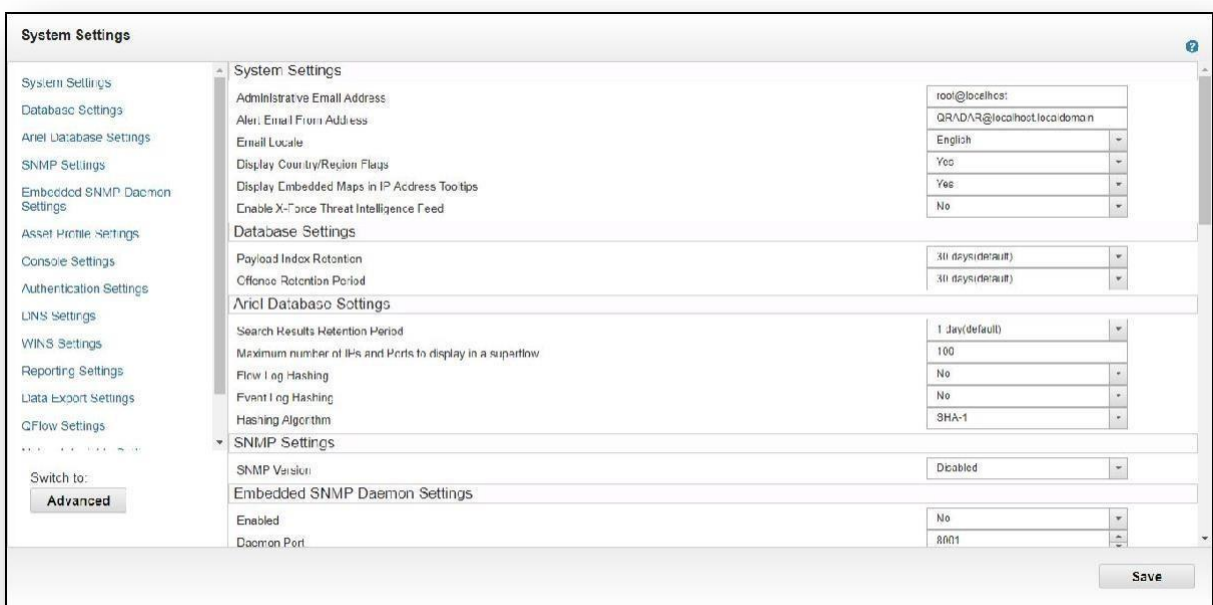 System Settings
System Settings
Database Settings
Ariel Database Settings
SNMP Settings
Embedded SNMP Daemon
Settings
Asset Profile Settings
Console Settings
Authentication Settings
DNS Settings
WINS Settings
Reporting Settings
Data Export Settings
QFlow Settings
Switch to:
Advanced
System Settings
Administrative Email Address root@localhost
Alert Email From Address QRADAR@localhost.localdomain
Email Locale English
Display Country/Region Flags Yes
Display Embedded Maps in IP Address Tooltips Yes
Enable X-Force Threat Intelligence Feed No
Database Settings
Payload Index Retention 30 days(default)
Offense Retention Period 30 days(default)
Ariel Database Settings
Search Results Retention Period 1 day(default)
Maximum number of IPs and Ports to display in a superflow 100
Flow Log Hashing No
Event Log Hashing No
Hashing Algorithm SHA-1
SNMP Settings
SNMP Version Disabled
Embedded SNMP Daemon Settings
Enabled No
Daemon Port 8001
Save